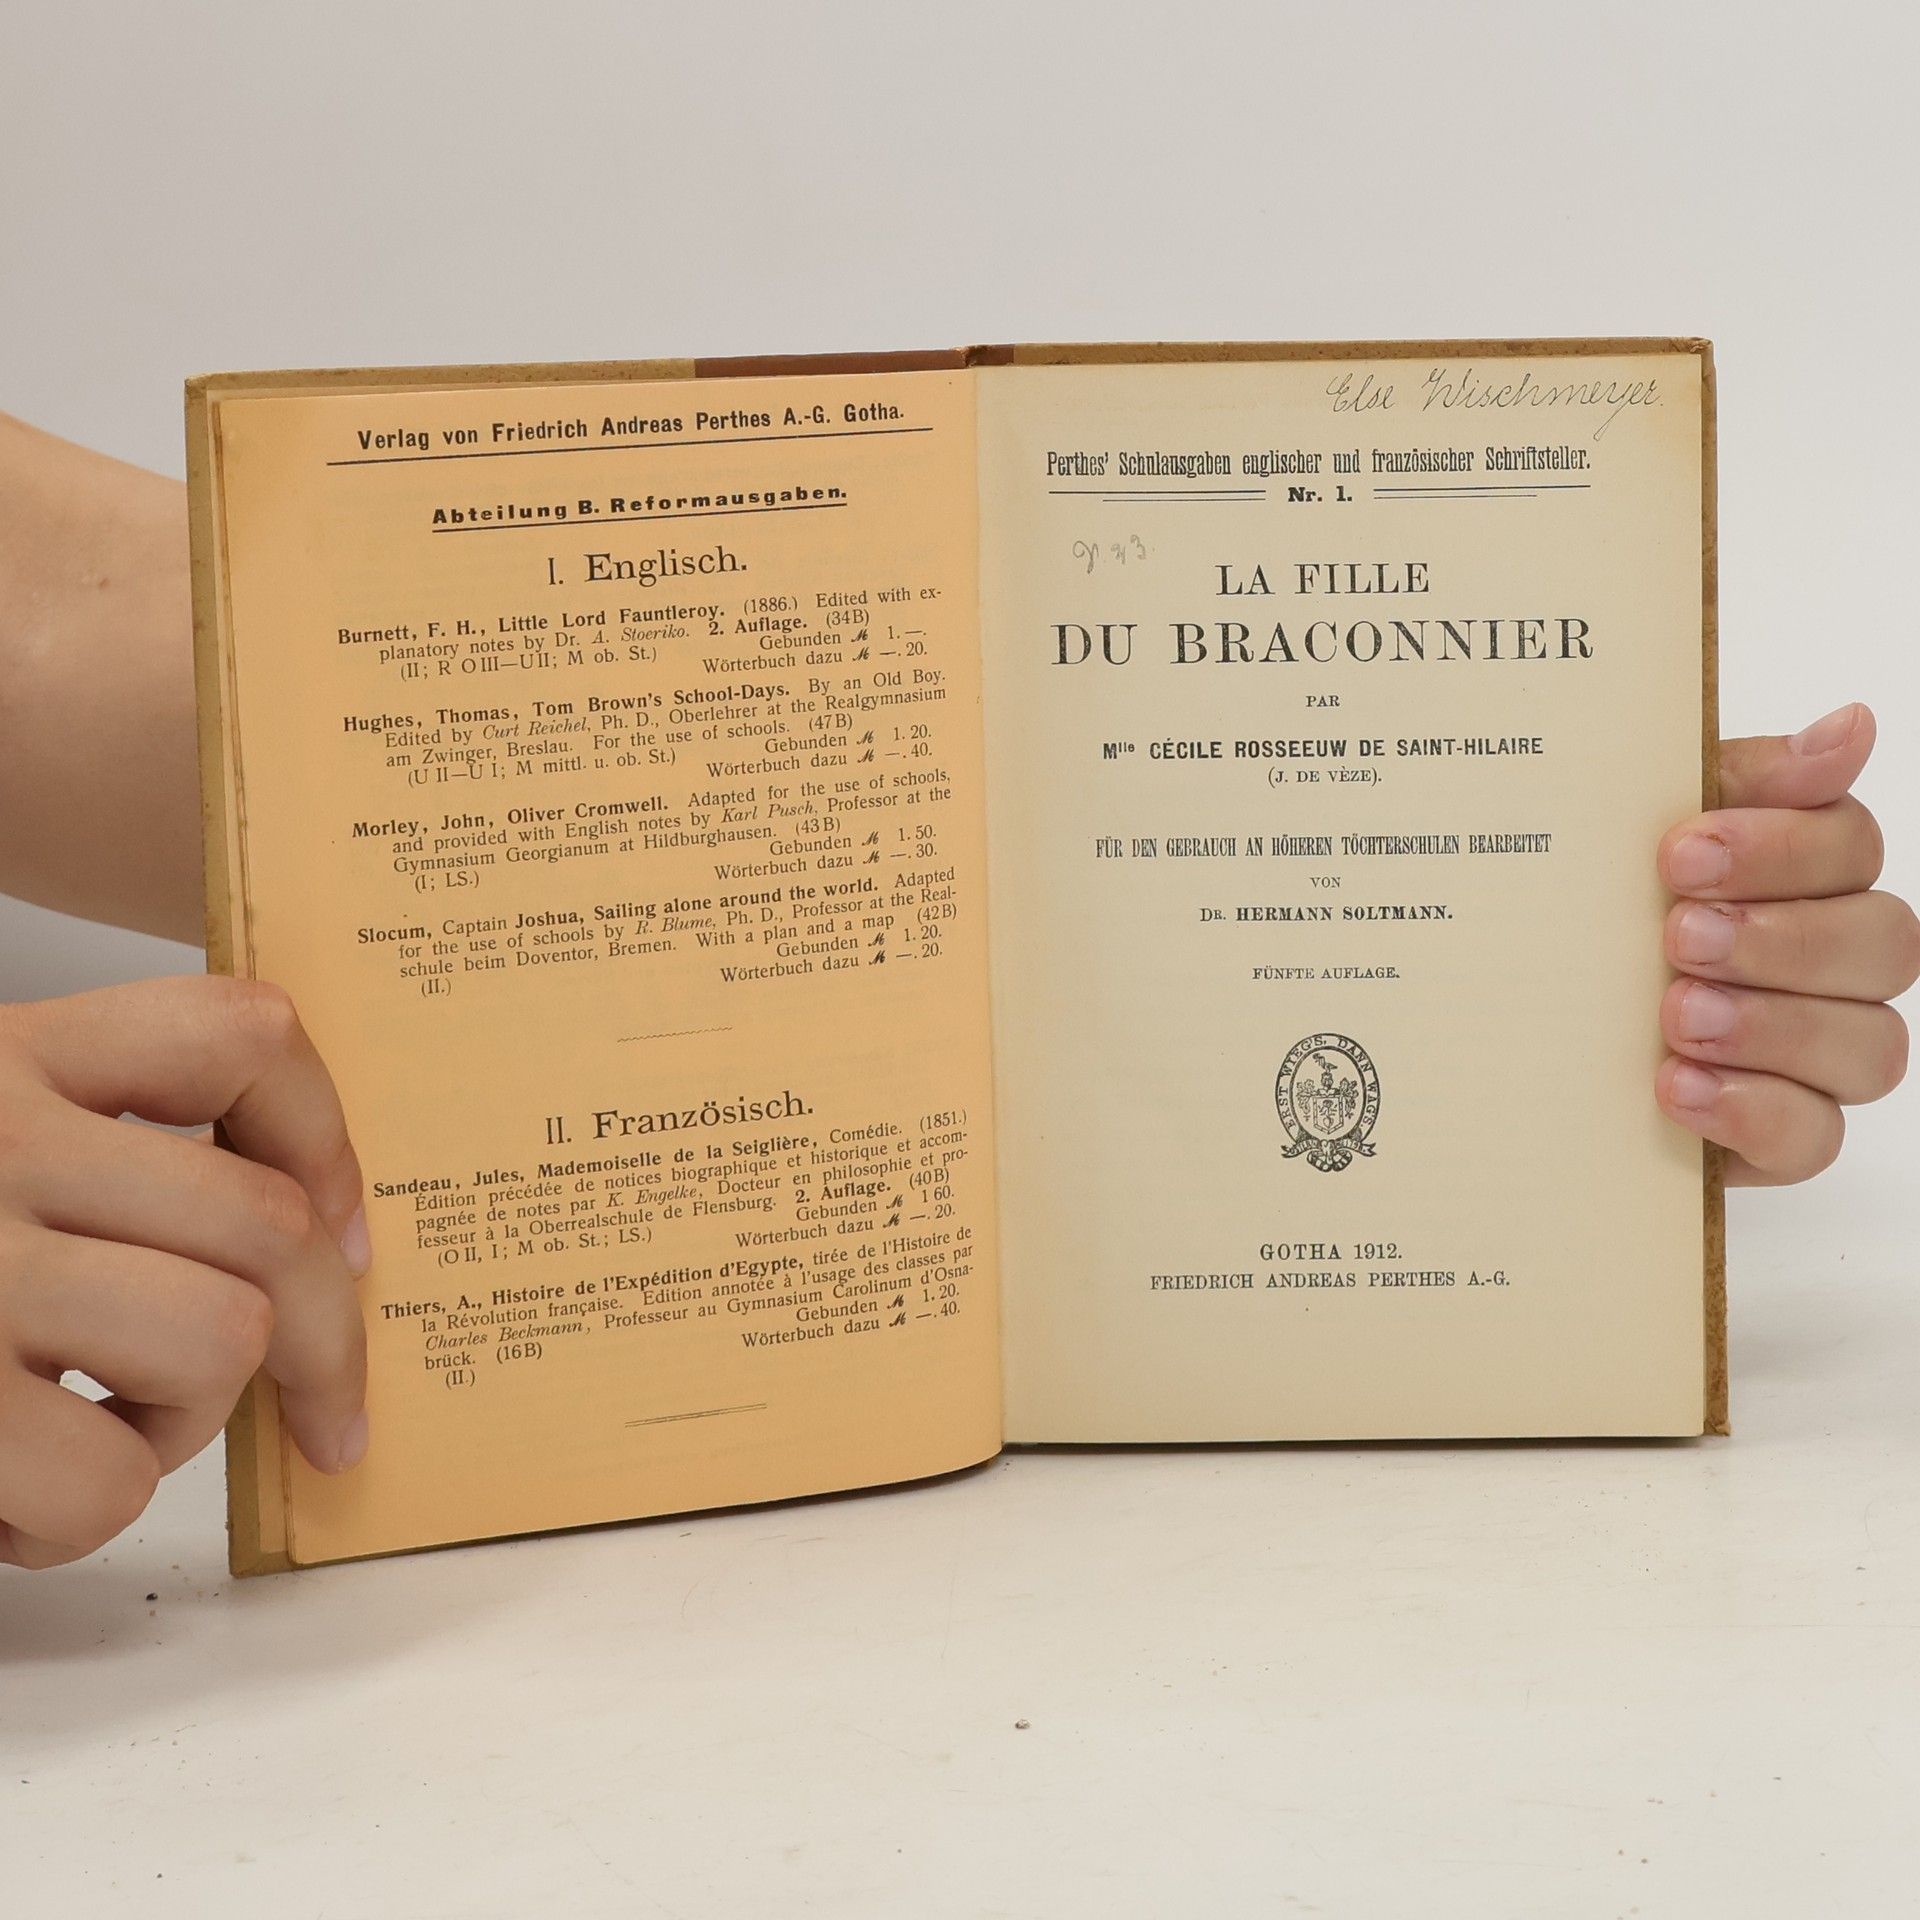 Verlag von Friedrich Andreas Perthes A.-G. Gotha.
Abteilung B. Reformausgaben.
I. Englisch.
Burnett, F. H., Little Lord Fauntleroy. (1886.) Edited with ex-
planatory notes by Dr. A. Stoeriko. 2. Auflage. (34B)
(II; R O III—U II; M ob. St.) Gebunden ℳ 1.—.
Wörterbuch dazu ℳ —.20.
Hughes, Thomas, Tom Brown's School-Days. By an Old Boy.
Edited by Curt Reichel, Ph. D., Oberlehrer at the Realgymnasium
am Zwinger, Breslau. For the use of schools. (47B)
(U II—U I; M mittl. u. ob. St.) Gebunden ℳ 1.20.
Wörterbuch dazu ℳ —.40.
Morley, John, Oliver Cromwell. Adapted for the use of schools,
and provided with English notes by Karl Pusch, Professor at the
Gymnasium Georgianum at Hildburghausen. (43B)
(I; LS.) Gebunden ℳ 1.50.
Wörterbuch dazu ℳ —.30.
Slocum, Captain Joshua, Sailing alone around the world. Adapted
for the use of schools by R. Blume, Ph. D., Professor at the Real-
schule beim Doventor, Bremen. With a plan and a map (42B)
(II.) Gebunden ℳ 1.20.
Wörterbuch dazu ℳ —.20.
II. Französisch.
Sandeau, Jules, Mademoiselle de la Seiglière, Comédie. (1851.)
Édition précédée de notices biographique et historique et accom-
pagnée de notes par K. Engelke, Docteur en philosophie et pro-
fesseur à la Oberrealschule de Flensburg. 2. Auflage. (40B)
(O II, I; M ob. St.; LS.) Gebunden ℳ 1 60.
Wörterbuch dazu ℳ —.20.
Thiers, A., Histoire de l'Expédition d'Egypte, tirée de l'Histoire de
la Révolution française. Edition annotée à l'usage des classes par
Charles Beckmann, Professeur au Gymnasium Carolinum d'Osna-
brück. (16B) Gebunden ℳ 1.20.
(II.) Wörterbuch dazu ℳ —.40.
Else Wischmeyer.
Perthes' Schulausgaben englischer und französischer Schriftsteller.
Nr. 1.
LA FILLE
DU BRACONNIER
PAR
Mlle CÉCILE ROSSEEUW DE SAINT-HILAIRE
(J. DE VÈZE).
FÜR DEN GEBRAUCH AN HÖHEREN TÖCHTERSCHULEN BEARBEITET
VON
DR. HERMANN SOLTMANN.
FÜNFTE AUFLAGE.
ERST WIEG'S, DANN WAG'S
GOTHA 1912.
FRIEDRICH ANDREAS PERTHES A.-G.